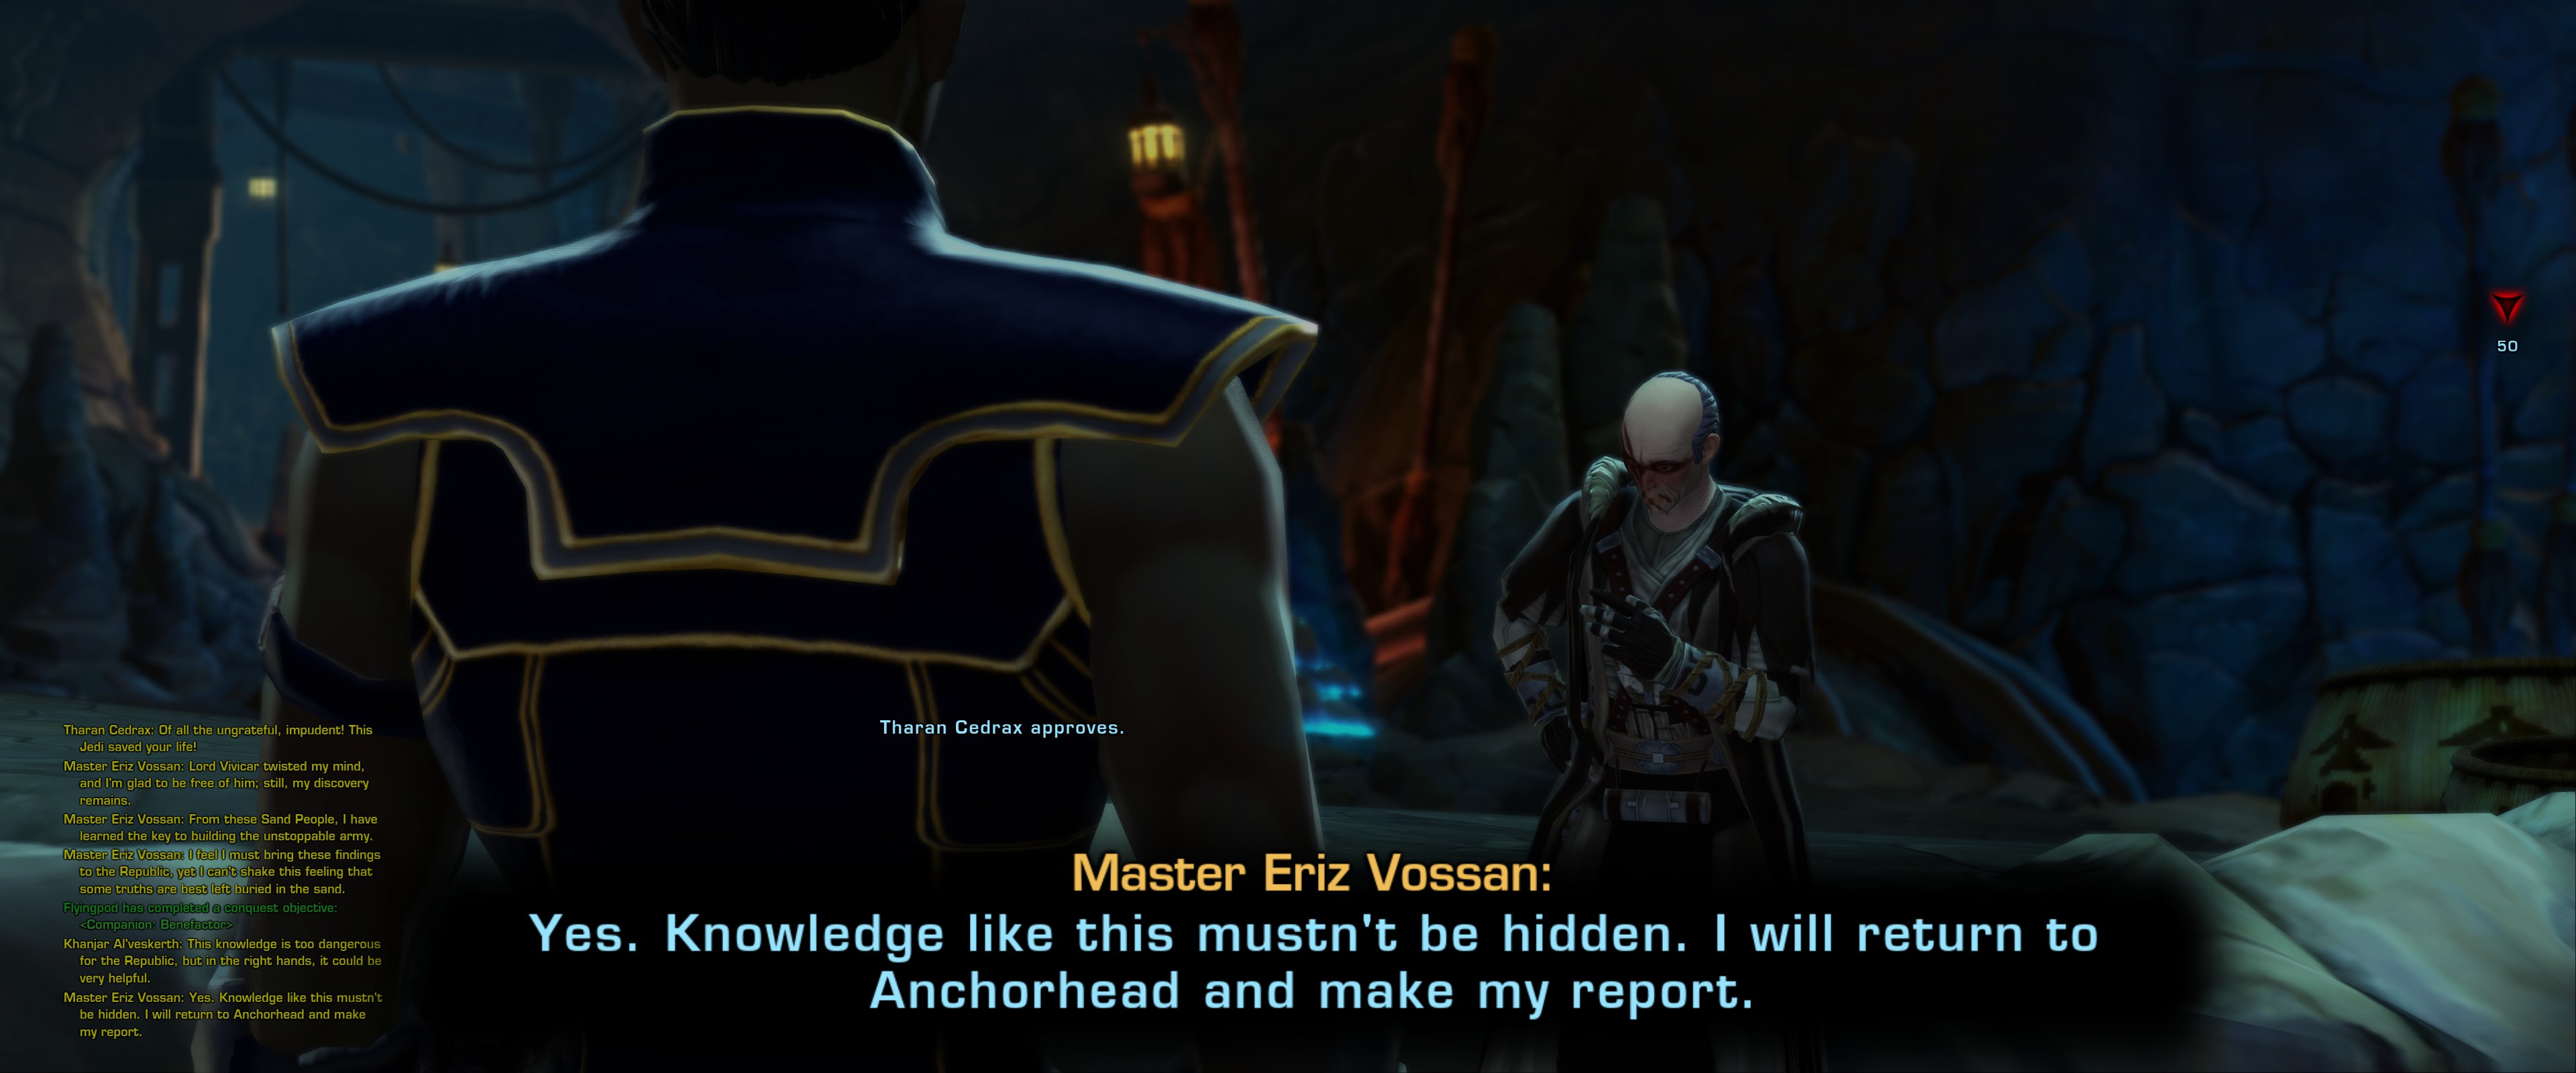 50
Tharan Cedrax approves.
Tharan Cedrax: Of all the ungrateful, impudent! This
Jedi saved your life!
Master Eriz Vossan: Lord Vivicar twisted my mind,
and I'm glad to be free of him; still, my discovery
remains.
Master Eriz Vossan: From these Sand People, I have
learned the key to building the unstoppable army.
Master Eriz Vossan: I feel I must bring these findings
to the Republic, yet I can't shake this feeling that
some truths are best left buried in the sand.
Flyingpod has completed a conquest objective:
<Companion: Benefactor>
Khanjar Al'veskerth: This knowledge is too dangerous
for the Republic, but in the right hands, it could be
very helpful.
Master Eriz Vossan: Yes. Knowledge like this mustn't
be hidden. I will return to Anchorhead and make
my report.
Master Eriz Vossan:
Yes. Knowledge like this mustn't be hidden. I will return to
Anchorhead and make my report.